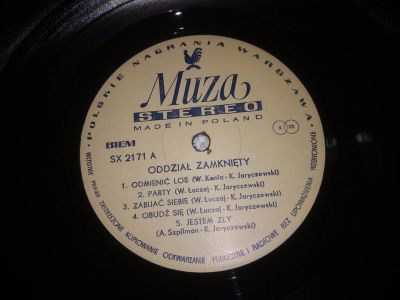 • POLSKIE NAGRANIA WARSZAWA •
Muza
STEREO
MADE IN POLAND
BIEM
SX 2171 A
ODDZIAŁ ZAMKNIĘTY
1. ODMIENIĆ LOS (W. Kania - K. Jaryczewski)
2. PARTY (W. Łuczaj - K. Jaryczewski)
3. ZABIJAĆ SIEBIE (W. Łuczaj - K. Jaryczewski)
4. OBUDŹ SIĘ (W. Łuczaj - K. Jaryczewski)
5. JESTEM ZŁY
(A. Szpilman - K. Jaryczewski)
PRAWA ZASTRZEŻONE KOPIOWANIE ODTWARZANIE PUBLICZNE I RADIOWE BEZ UPOWAŻNIENIA WZBRONIONE